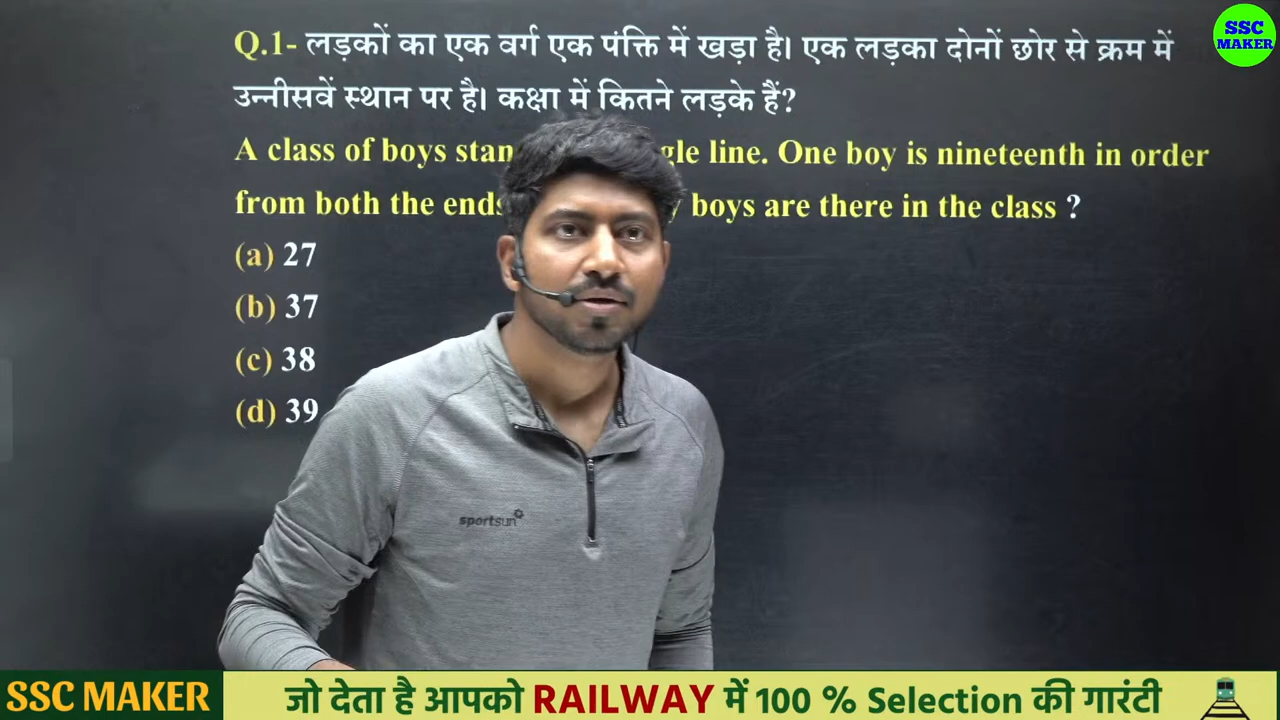 SSC
MAKER
Q.1- लड़कों का एक वर्ग एक पंक्ति में खड़ा है। एक लड़का दोनों छोर से क्रम में
उन्नीसवें स्थान पर है। कक्षा में कितने लड़के हैं?
A class of boys stan gle line. One boy is nineteenth in order
from both the ends y boys are there in the class ?
(a) 27
(b) 37
(c) 38
(d) 39
sportsun
SSC MAKER जो देता है आपको RAILWAY में 100 % Selection की गारंटी